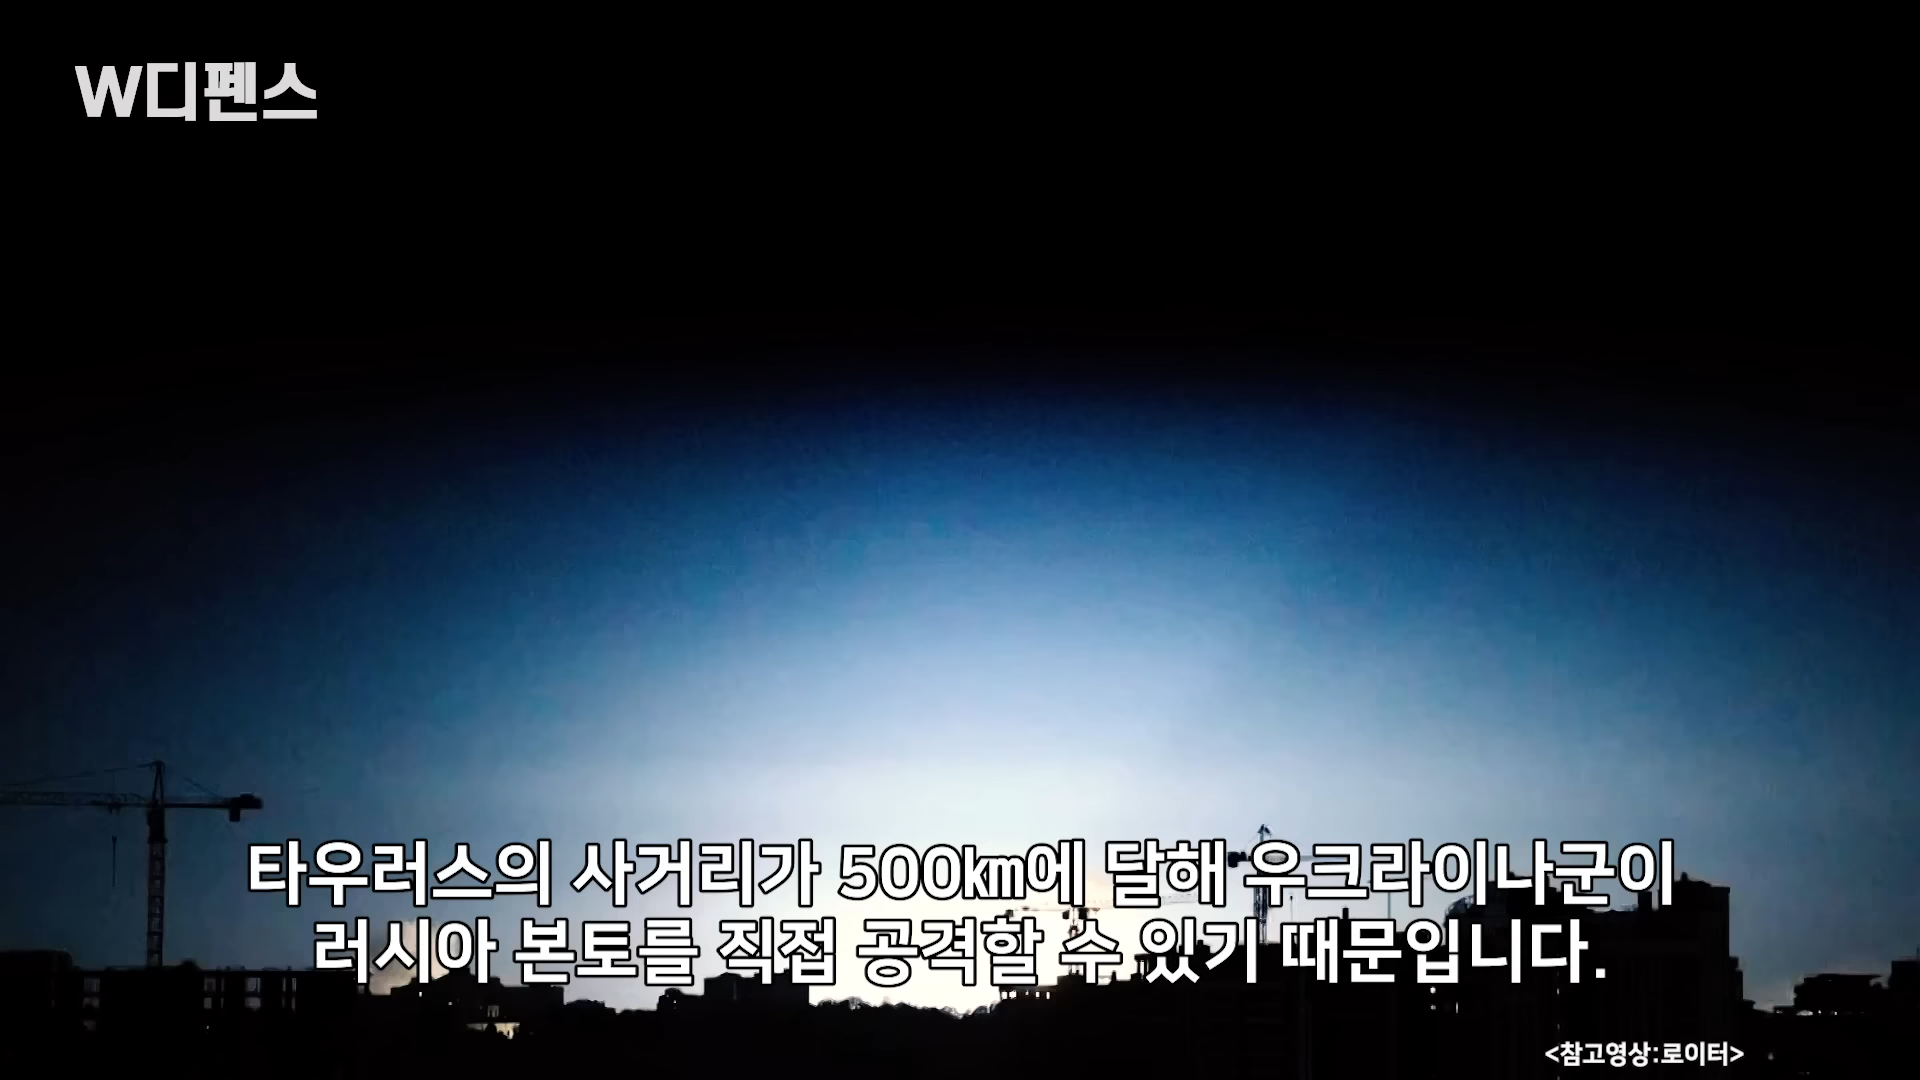 W디펜스
타우러스의 사거리가 500㎞에 달해 우크라이나군이
러시아 본토를 직접 공격할 수 있기 때문입니다.
<참고영상:로이터>